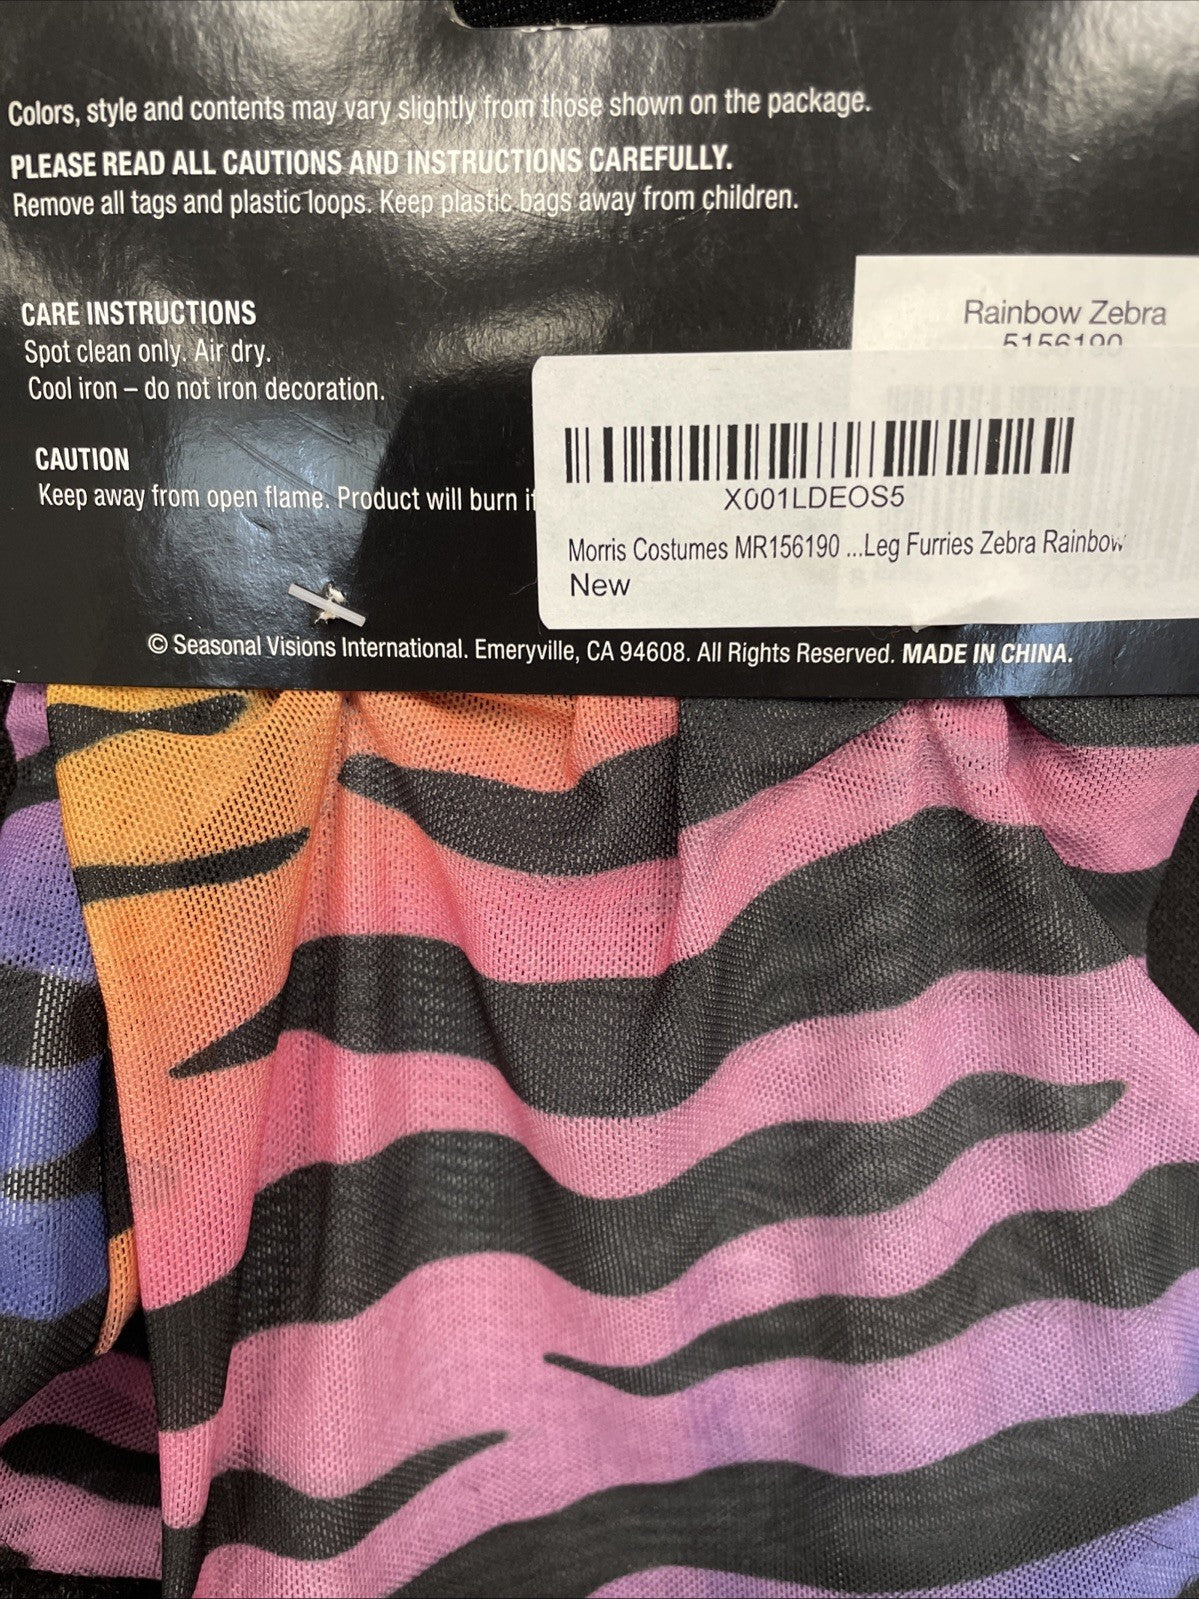 Colors, style and contents may vary slightly from those shown on the package.
PLEASE READ ALL CAUTIONS AND INSTRUCTIONS CAREFULLY.
Remove all tags and plastic loops. Keep plastic bags away from children.
CARE INSTRUCTIONS
Spot clean only. Air dry.
Cool iron – do not iron decoration.
CAUTION
Keep away from open flame. Product will burn
Rainbow Zebra
5156190
X001LDEOS5
Morris Costumes MR156190 ...Leg Furries Zebra Rainbow
New
© Seasonal Visions International. Emeryville, CA 94608. All Rights Reserved. MADE IN CHINA.